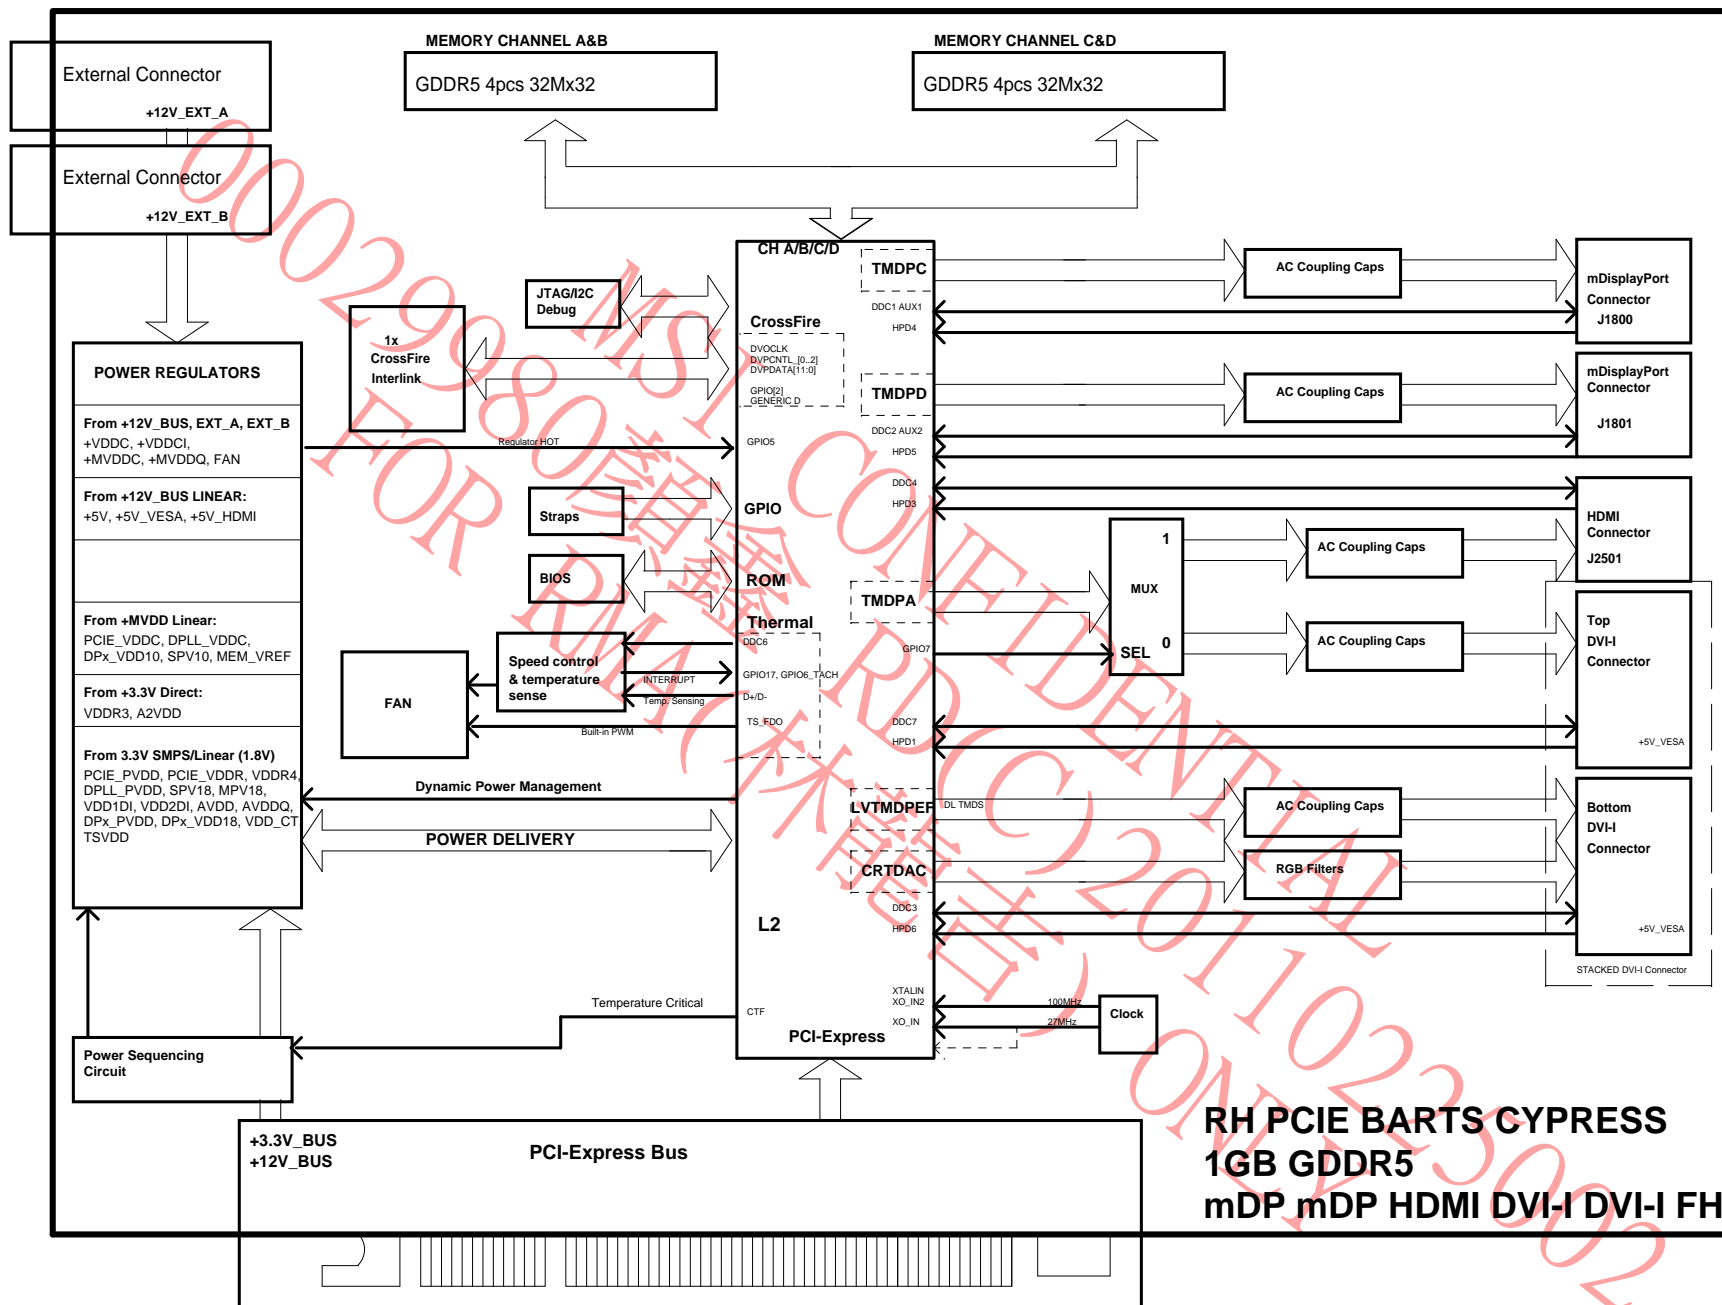 External Connector
+12V_EXT_A
External Connector
+12V_EXT_B
MEMORY CHANNEL A&B
GDDR5 4pcs 32Mx32
MEMORY CHANNEL C&D
GDDR5 4pcs 32Mx32
POWER REGULATORS
From +12V_BUS, EXT_A, EXT_B
+VDDC, +VDDCI,
+MVDDC, +MVDDQ, FAN
From +12V_BUS LINEAR:
+5V, +5V_VESA, +5V_HDMI
From +MVDD Linear:
PCIE_VDDC, DPLL_VDDC,
DPx_VDD10, SPV10, MEM_VREF
From +3.3V Direct:
VDDR3, A2VDD
From 3.3V SMPS/Linear (1.8V)
PCIE_PVDD, PCIE_VDDR, VDDR4,
DPLL_PVDD, SPV18, MPV18,
VDD1DI, VDD2DI, AVDD, AVDDQ,
DPx_PVDD, DPx_VDD18, VDD_CT
TSVDD
Power Sequencing
Circuit
JTAG/I2C
Debug
1x
CrossFire
Interlink
Regulator HOT
Straps
BIOS
Speed control
& temperature
sense
FAN
INTERRUPT
Temp. Sensing
Built-in PWM
Dynamic Power Management
POWER DELIVERY
Temperature Critical
CH A/B/C/D
CrossFire
DVOCLK
DVPCNTL_[0..2]
DVPDATA[11:0]
GPIO[2]
GENERIC D
GPIO5
GPIO
ROM
Thermal
DDC6
GPIO17, GPIO6_TACH
D+/D-
TS_FDO
L2
CTF
PCI-Express
TMDPC
DDC1 AUX1
HPD4
TMDPD
DDC2 AUX2
HPD5
DDC4
HPD3
TMDPA
GPIO7
DDC7
HPD1
LVTMDPEF
DL TMDS
CRTDAC
DDC3
HPD6
XTALIN
XO_IN2
XO_IN
100MHz
27MHz
Clock
AC Coupling Caps
mDisplayPort
Connector
J1800
AC Coupling Caps
mDisplayPort
Connector
J1801
HDMI
Connector
J2501
1
MUX
0
SEL
AC Coupling Caps
AC Coupling Caps
Top
DVI-I
Connector
+5V_VESA
AC Coupling Caps
RGB Filters
Bottom
DVI-I
Connector
+5V_VESA
STACKED DVI-I Connector
+3.3V_BUS
+12V_BUS
PCI-Express Bus
RH PCIE BARTS CYPRESS
1GB GDDR5
mDP mDP HDMI DVI-I DVI-I FH
MSI CONFIDENTIAL